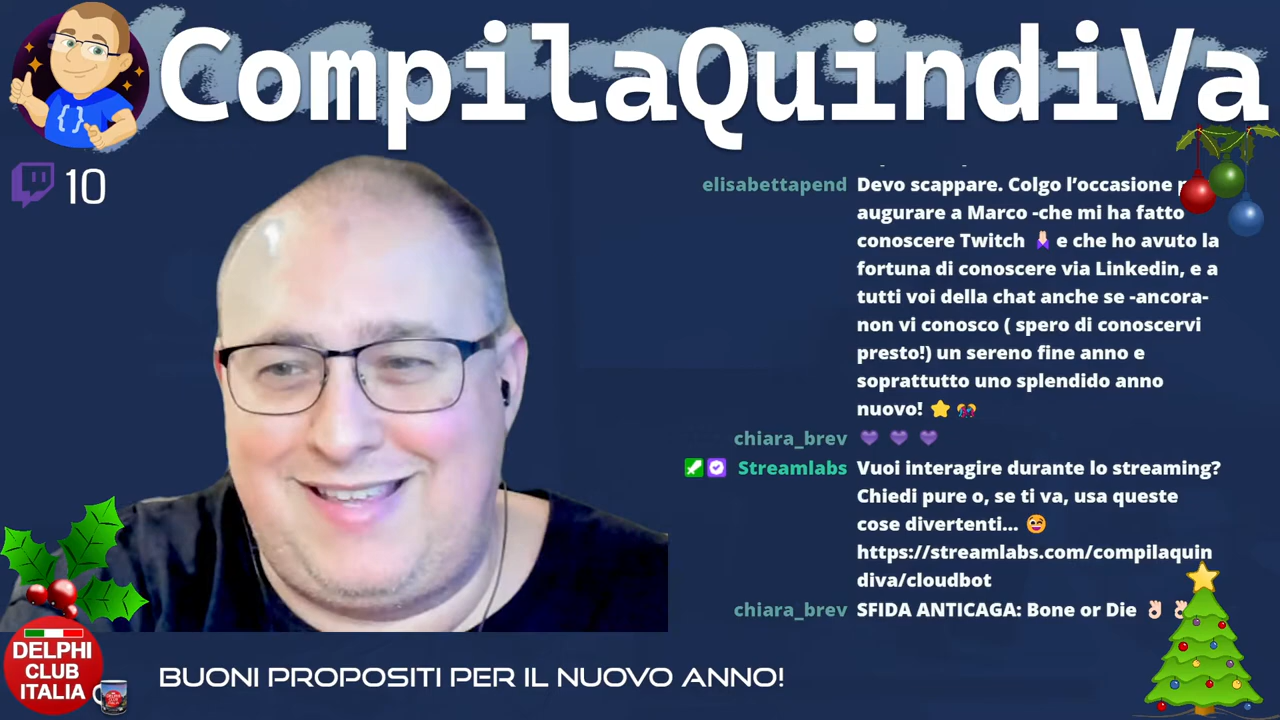 CompilaQuindiVa
{ }
10
elisabettapend Devo scappare. Colgo l'occasione
augurare a Marco -che mi ha fatto
conoscere Twitch e che ho avuto la
fortuna di conoscere via Linkedin, e a
tutti voi della chat anche se -ancora-
non vi conosco ( spero di conoscervi
presto!) un sereno fine anno e
soprattutto uno splendido anno
nuovo! ⭐ 👯
chiara_brev 💜 💜 💜
Streamlabs Vuoi interagire durante lo streaming?
Chiedi pure o, se ti va, usa queste
cose divertenti... 😄
https://streamlabs.com/compilaquin
diva/cloudbot
chiara_brev SFIDA ANTICAGA: Bone or Die 👌🏻 👌🏻
DELPHI
CLUB
ITALIA
BUONI PROPOSITI PER IL NUOVO ANNO!